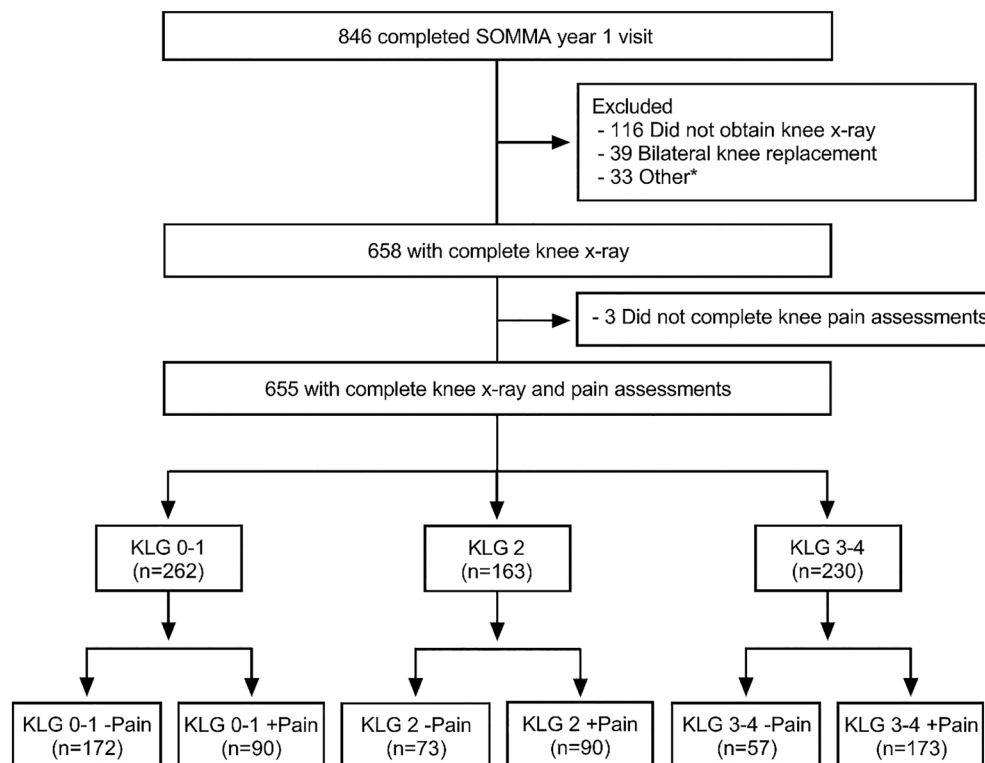 846 completed SOMMA year 1 visit
Excluded
- 116 Did not obtain knee x-ray
- 39 Bilateral knee replacement
- 33 Other*
658 with complete knee x-ray
- 3 Did not complete knee pain assessments
655 with complete knee x-ray and pain assessments
KLG 0-1
(n=262)
KLG 2
(n=163)
KLG 3-4
(n=230)
KLG 0-1 -Pain
(n=172)
KLG 0-1 +Pain
(n=90)
KLG 2 -Pain
(n=73)
KLG 2 +Pain
(n=90)
KLG 3-4 -Pain
(n=57)
KLG 3-4 +Pain
(n=173)